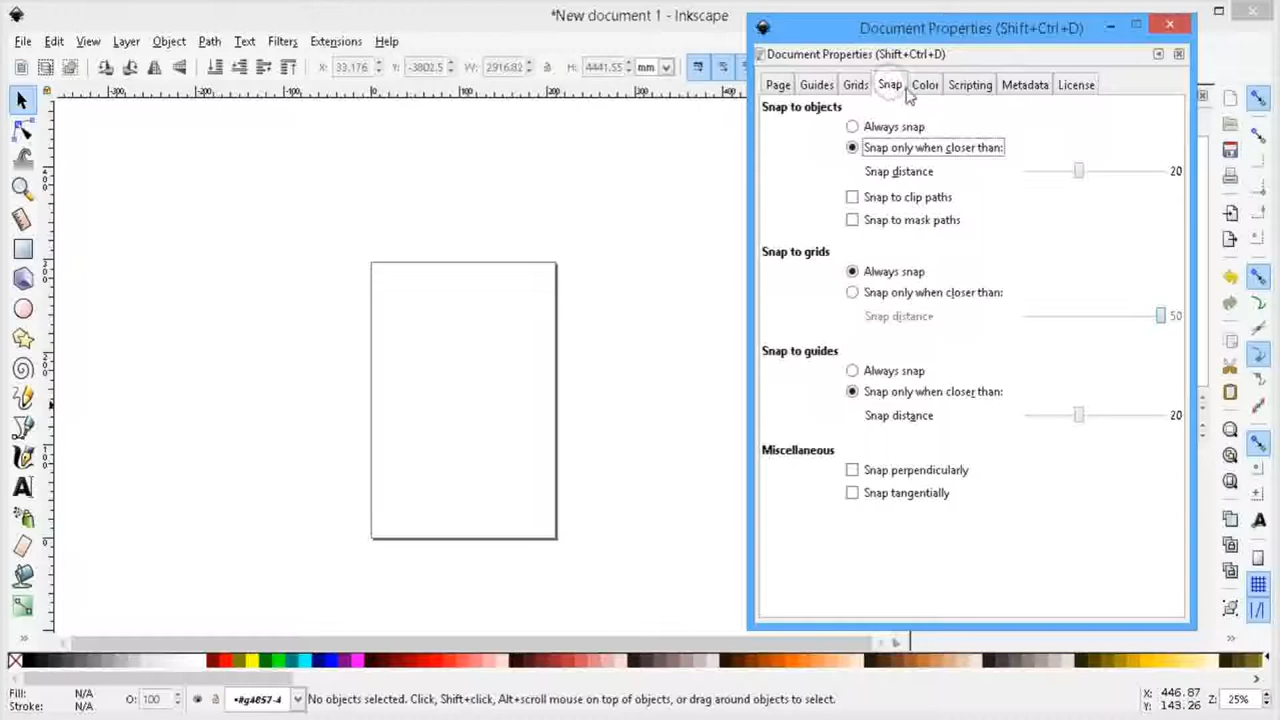 *New document 1 - Inkscape
File Edit View Layer Object Path Text Filters Extensions Help
X: 33.176 Y: -3802.5 W: 2916.82 H: 4441.55 mm
Document Properties (Shift+Ctrl+D)
Document Properties (Shift+Ctrl+D)
Page Guides Grids Snap Color Scripting Metadata License
Snap to objects
Always snap
Snap only when closer than:
Snap distance 20
Snap to clip paths
Snap to mask paths
Snap to grids
Always snap
Snap only when closer than:
Snap distance 50
Snap to guides
Always snap
Snap only when closer than:
Snap distance 20
Miscellaneous
Snap perpendicularly
Snap tangentially
Fill: N/A
Stroke: N/A
O: 100
•#g4857-4
No objects selected. Click, Shift+click, Alt+scroll mouse on top of objects, or drag around objects to select.
X: 446.87
Y: 143.26
Z: 25%